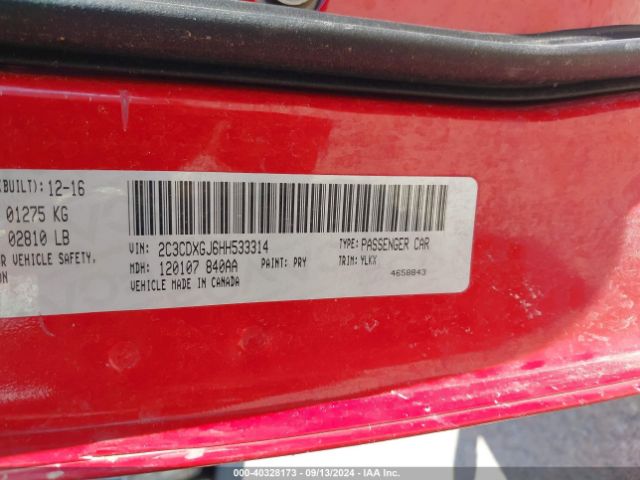 (BUILT): 12-16
01275 KG
02810 LB
R VEHICLE SAFETY,
ON
VIN: 2C3CDXGJ6HH533314
TYPE: PASSENGER CAR
MDH: 120107 840AA
PAINT: PRY
TRIM: YLKX
VEHICLE MADE IN CANADA
4658843
000-40328173 - 09/13/2024 - IAA Inc.